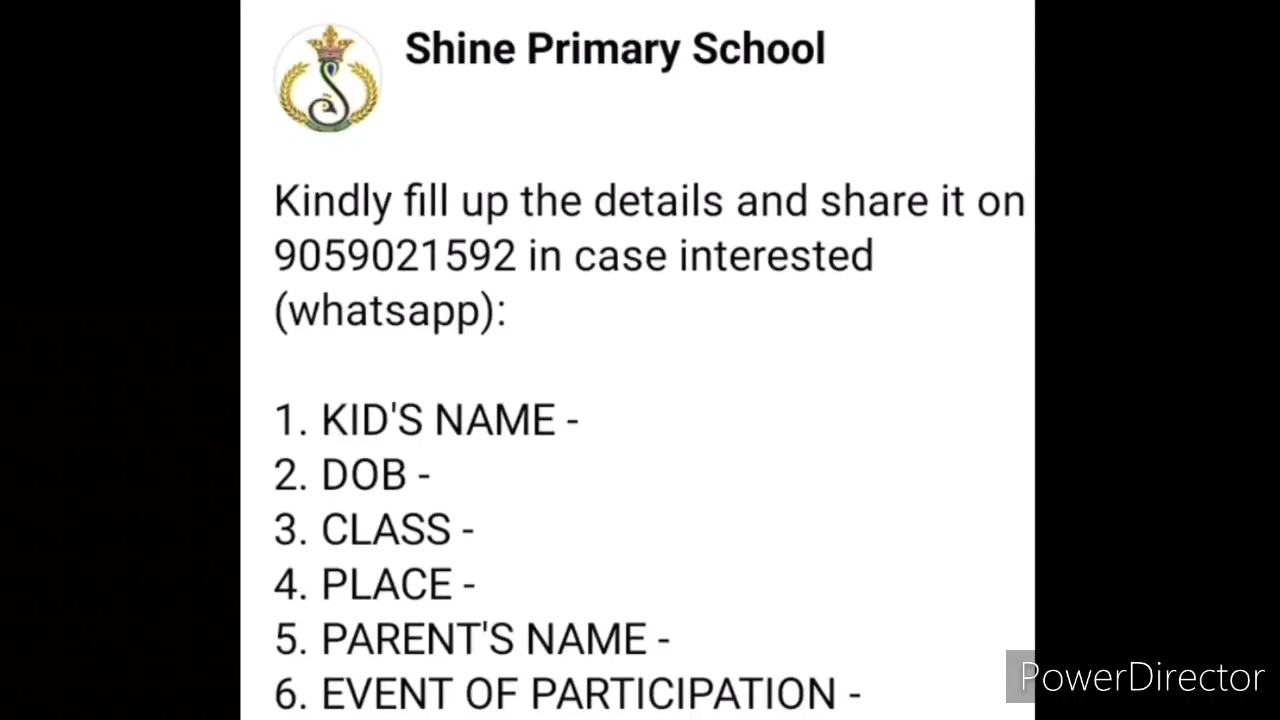 Shine Primary School
Kindly fill up the details and share it on
9059021592 in case interested
(whatsapp):
1. KID'S NAME -
2. DOB -
3. CLASS -
4. PLACE -
5. PARENT'S NAME -
6. EVENT OF PARTICIPATION -
PowerDirector